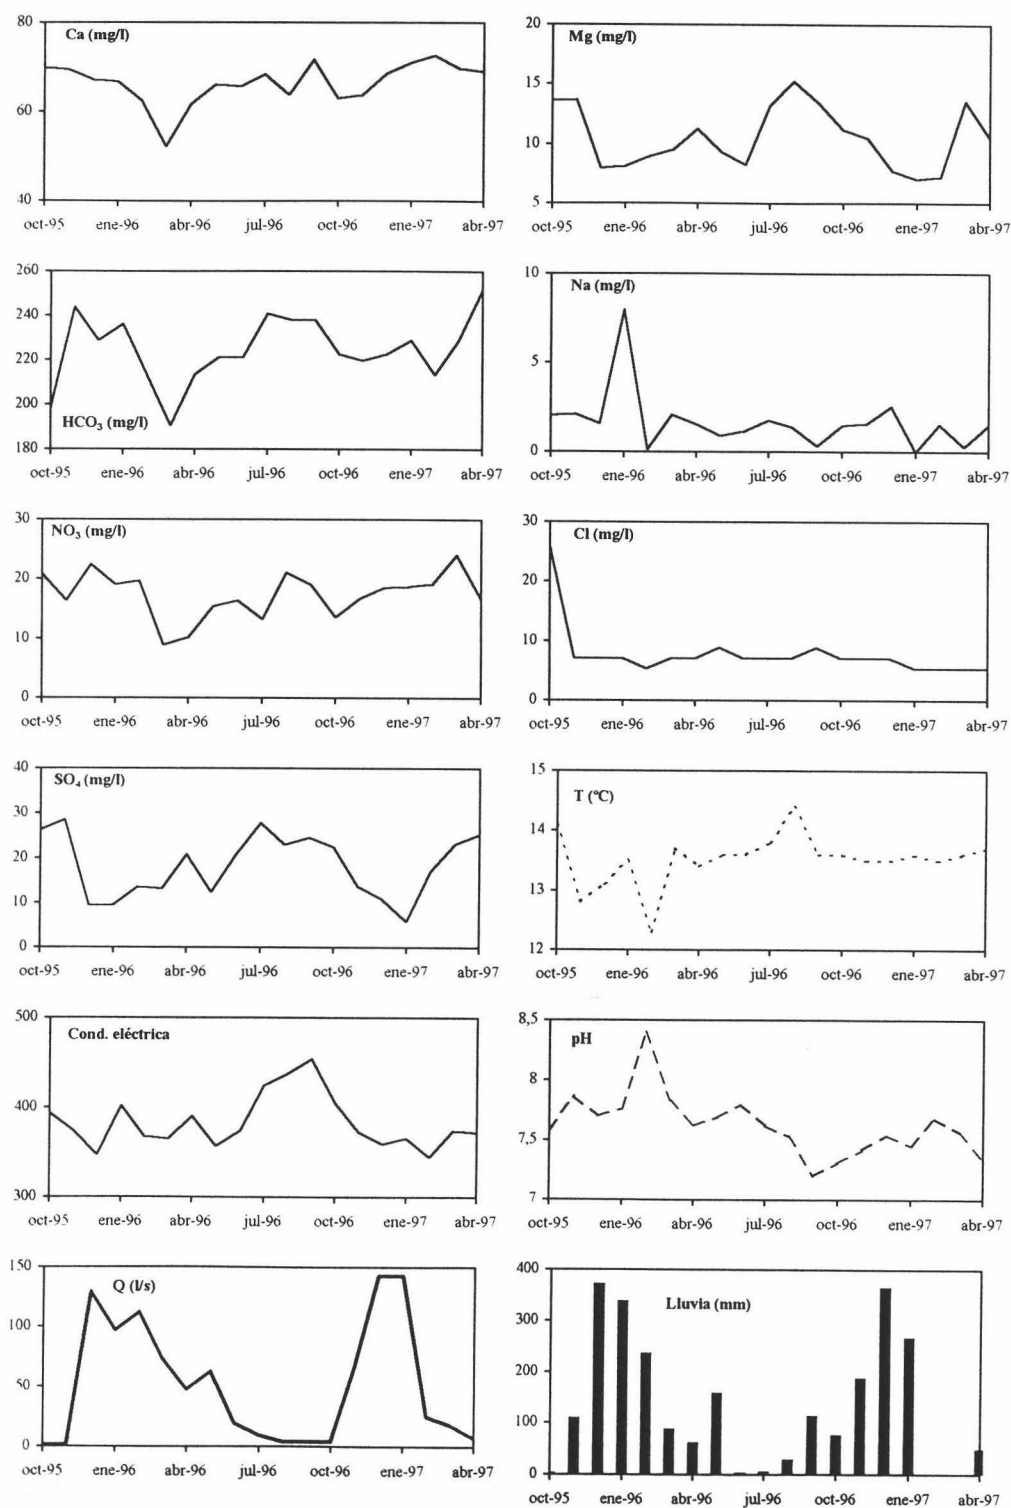 80
Ca (mg/l)
60
40
oct-95 ene-96 abr-96 jul-96 oct-96 ene-97 abr-97
20
Mg (mg/l)
15
10
5
oct-95 ene-96 abr-96 jul-96 oct-96 ene-97 abr-97
260
240
220
200
HCO₃ (mg/l)
180
oct-95 ene-96 abr-96 jul-96 oct-96 ene-97 abr-97
10
Na (mg/l)
5
0
oct-95 ene-96 abr-96 jul-96 oct-96 ene-97 abr-97
30
NO₃ (mg/l)
20
10
0
oct-95 ene-96 abr-96 jul-96 oct-96 ene-97 abr-97
30
Cl (mg/l)
20
10
0
oct-95 ene-96 abr-96 jul-96 oct-96 ene-97 abr-97
40
SO₄ (mg/l)
30
20
10
0
oct-95 ene-96 abr-96 jul-96 oct-96 ene-97 abr-97
15
T (ºC)
14
13
12
oct-95 ene-96 abr-96 jul-96 oct-96 ene-97 abr-97
500
Cond. eléctrica
400
300
oct-95 ene-96 abr-96 jul-96 oct-96 ene-97 abr-97
8,5
pH
8
7,5
7
oct-95 ene-96 abr-96 jul-96 oct-96 ene-97 abr-97
150
Q (l/s)
100
50
0
oct-95 ene-96 abr-96 jul-96 oct-96 ene-97 abr-97
400
Lluvia (mm)
300
200
100
0
oct-95 ene-96 abr-96 jul-96 oct-96 ene-97 abr-97